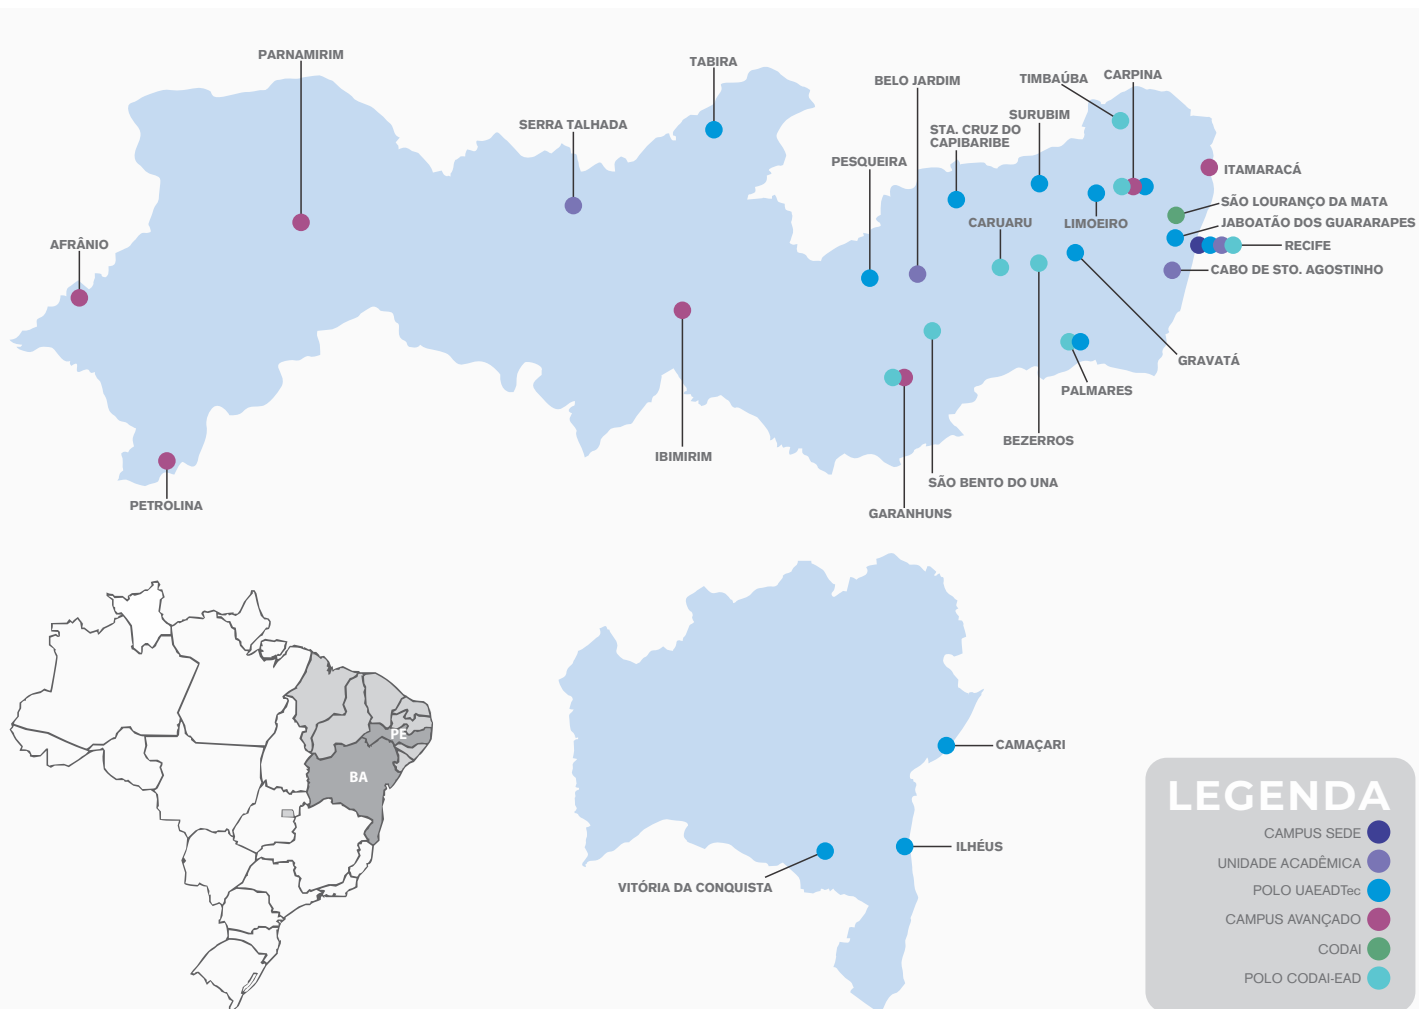 PARNAMIRIM
TABIRA
BELO JARDIM
TIMBAÚBA
CARPINA
SERRA TALHADA
SURUBIM
STA. CRUZ DO
CAPIBARIBE
PESQUEIRA
ITAMARACÁ
SÃO LOURANÇO DA MATA
CARUARU
LIMOEIRO
JABOATÃO DOS GUARARAPES
AFRÂNIO
RECIFE
CABO DE STO. AGOSTINHO
GRAVATÁ
PALMARES
BEZERROS
IBIMIRIM
SÃO BENTO DO UNA
PETROLINA
GARANHUNS
PE
BA
CAMAÇARI
ILHÉUS
VITÓRIA DA CONQUISTA
LEGENDA
CAMPUS SEDE
UNIDADE ACADÊMICA
POLO UAEADTec
CAMPUS AVANÇADO
CODAI
POLO CODAI-EAD